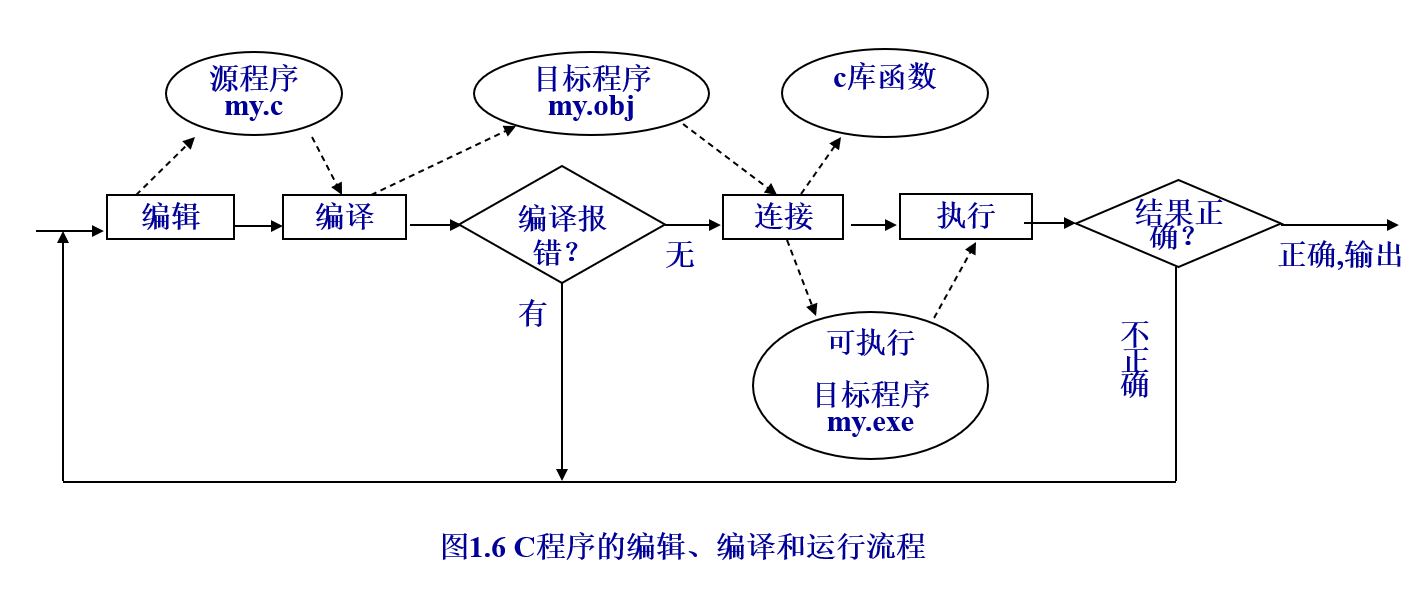 源程序
my.c
目标程序
my.obj
c库函数
编辑
编译
编译报
错?
无
有
连接
执行
结果正
确?
正确,输出
不
正
确
可执行
目标程序
my.exe
图1.6 C程序的编辑、编译和运行流程